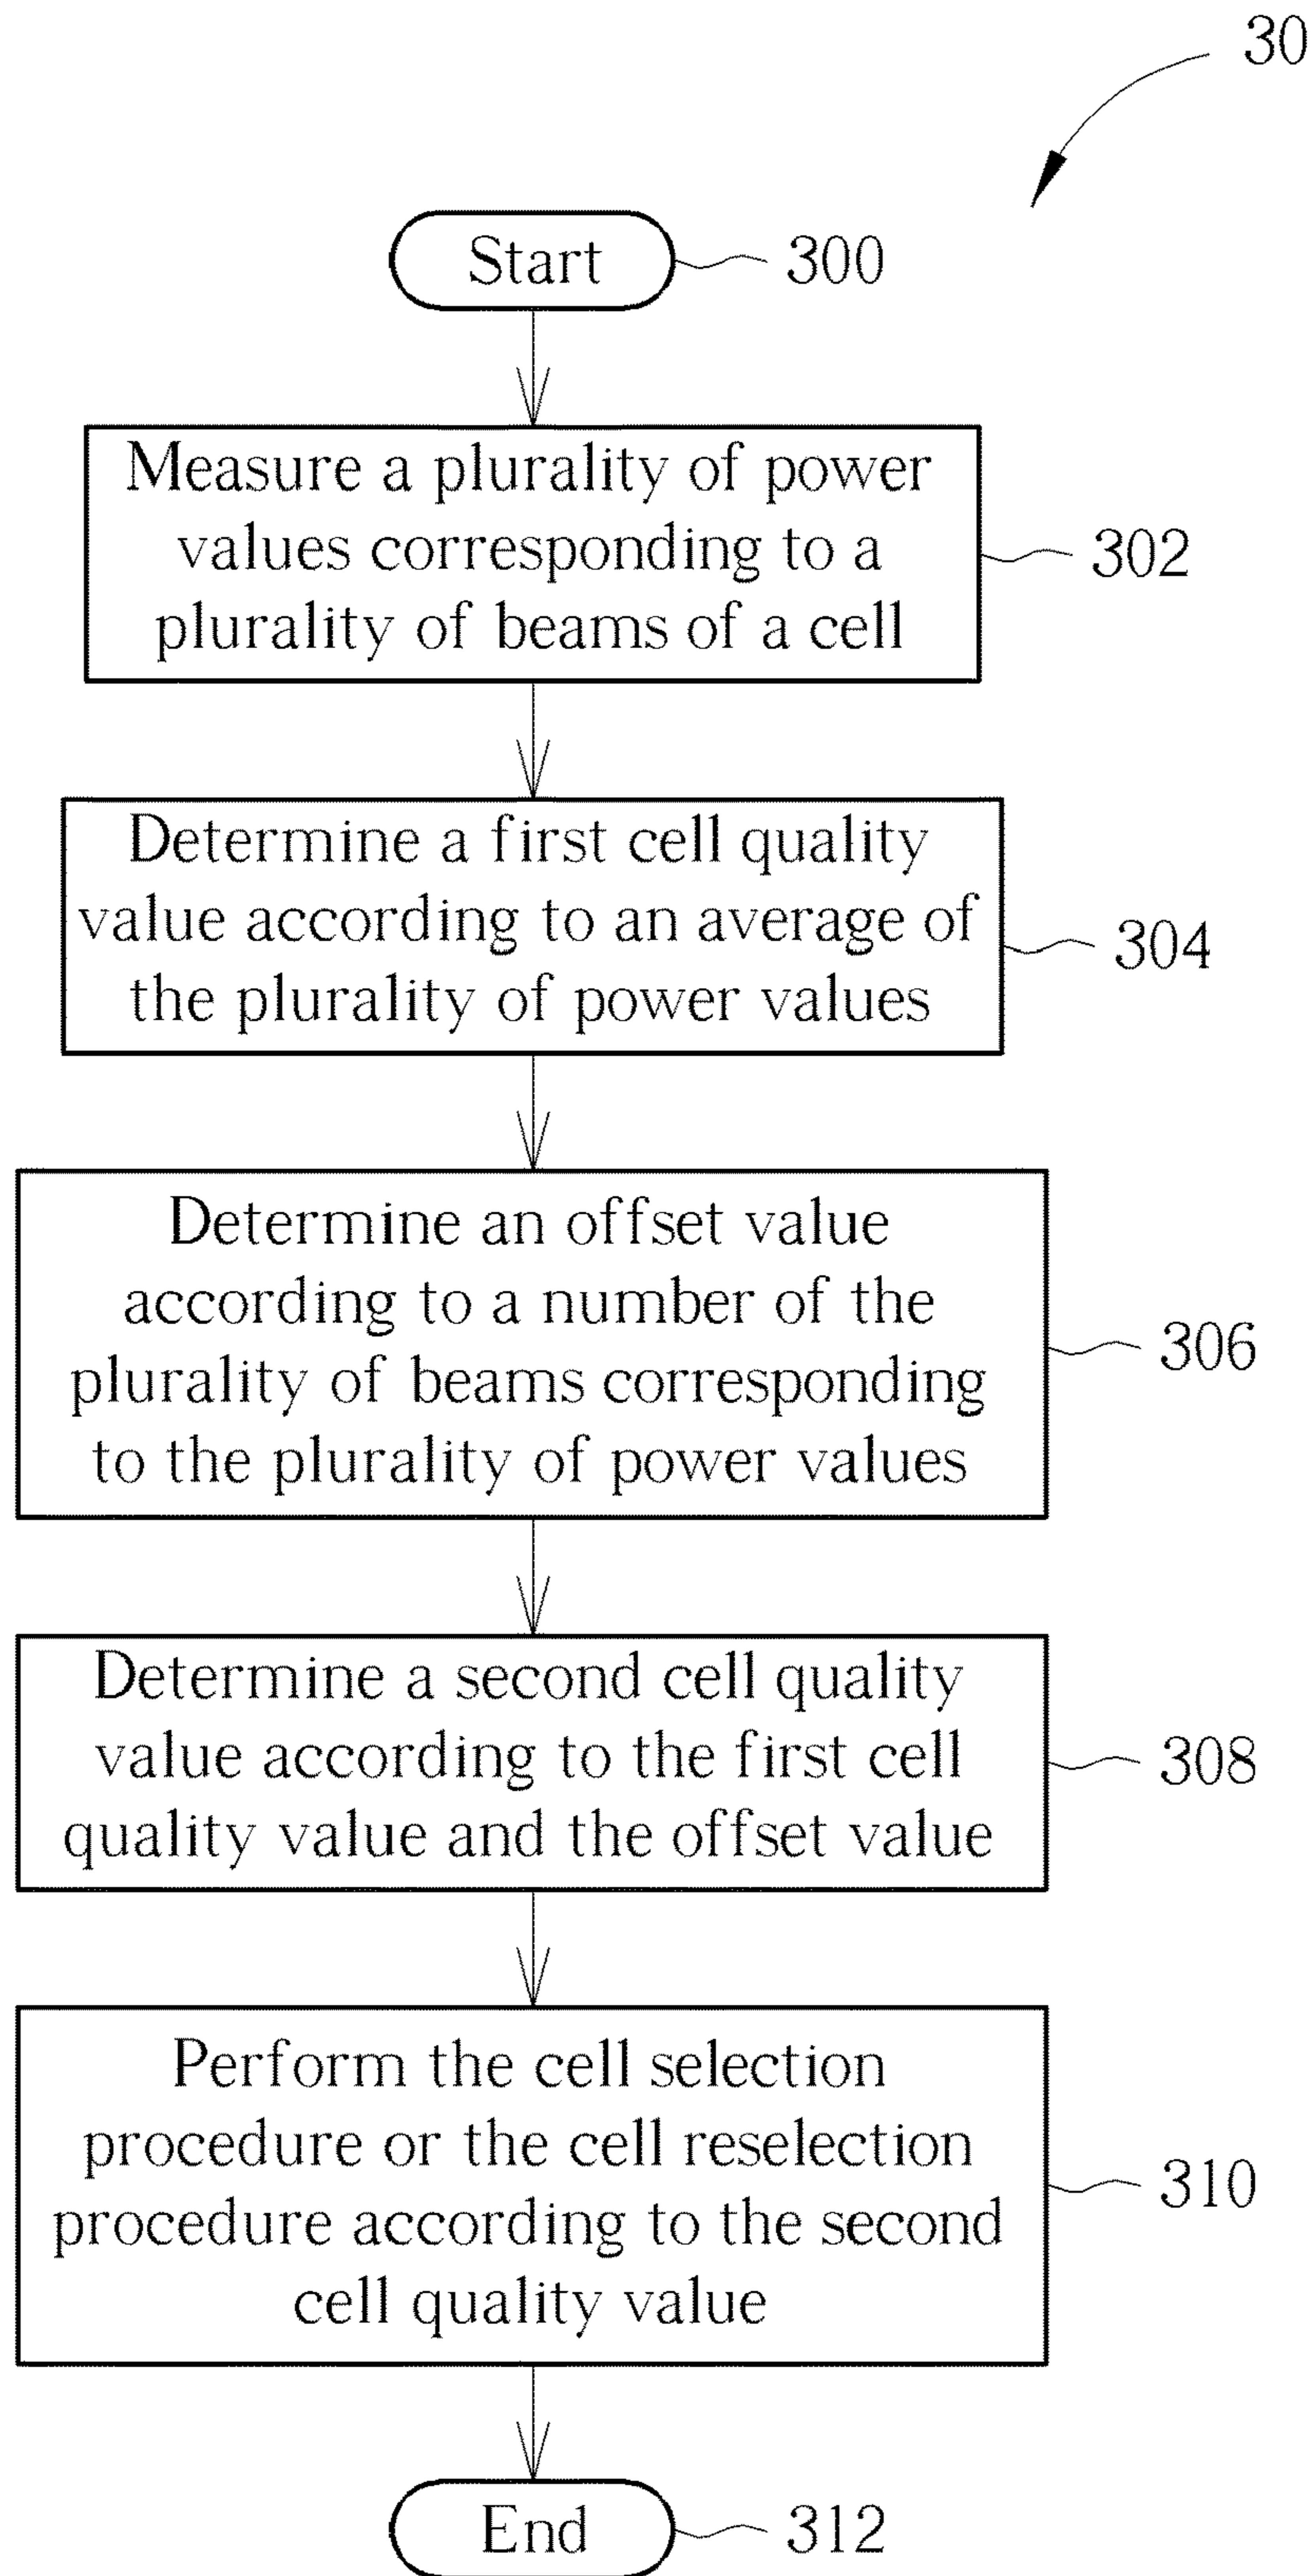 30
Start
300
Measure a plurality of power
values corresponding to a
plurality of beams of a cell
302
Determine a first cell quality
value according to an average of
the plurality of power values
304
Determine an offset value
according to a number of the
plurality of beams corresponding
to the plurality of power values
306
Determine a second cell quality
value according to the first cell
quality value and the offset value
308
Perform the cell selection
procedure or the cell reselection
procedure according to the second
cell quality value
310
End
312